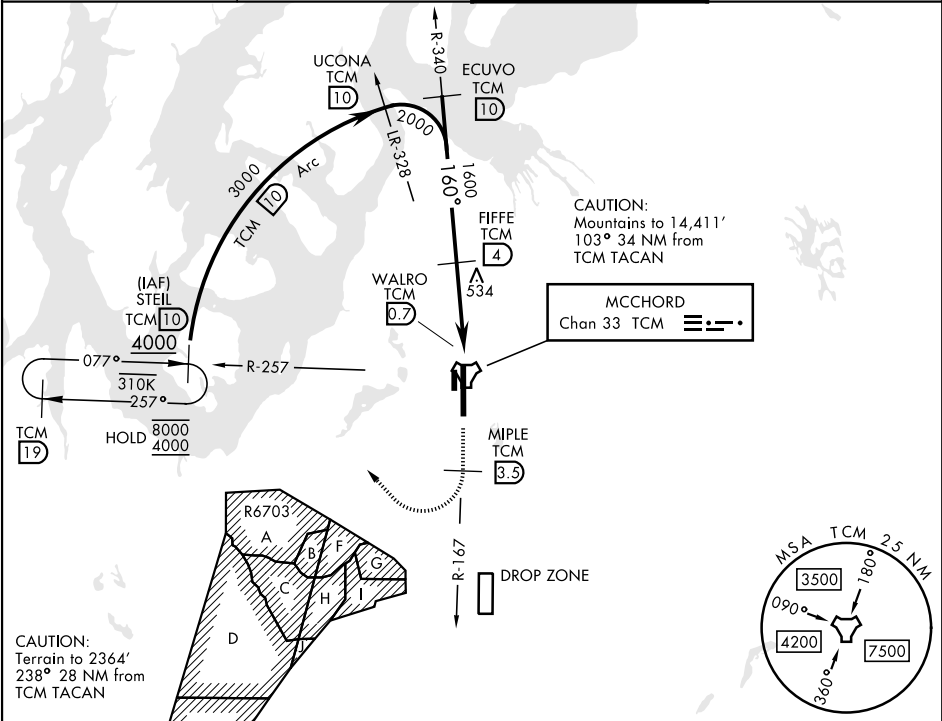 UCONA
TCM
10
R-340
ECUVO
TCM
10
2000
LR-328
3000
Arc
TCM 10
1600
160°
FIFFE
TCM
4
534
CAUTION:
Mountains to 14,411'
103° 34 NM from
TCM TACAN
WALRO
TCM
0.7
MCCHORD
Chan 33 TCM
(IAF)
STEIL
TCM 10
4000
077°
310K
257°
R-257
TCM
19
HOLD 8000
4000
MIPLE
TCM
3.5
R-167
DROP ZONE
R6703
A
B
F
G
C
H
I
D
J
CAUTION:
Terrain to 2364'
238° 28 NM from
TCM TACAN
MSA TCM 25 NM
3500
180°
090°
4200
7500
360°